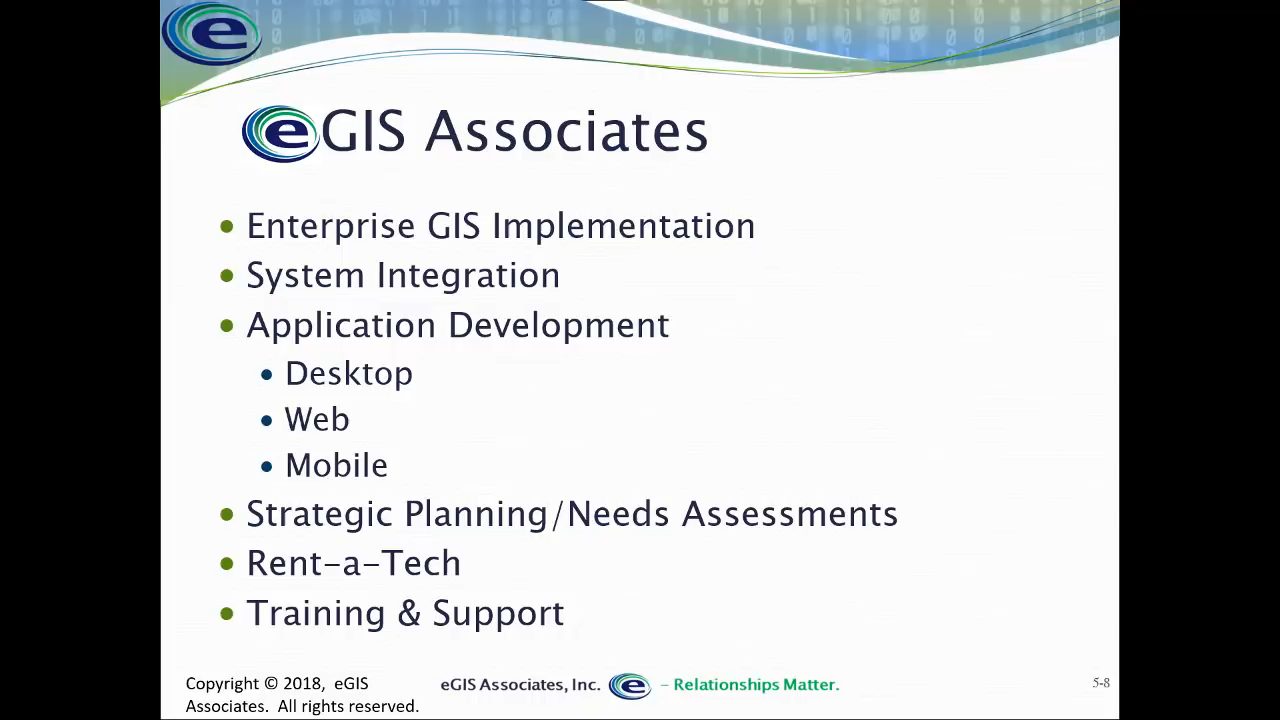 e
eGIS Associates
Enterprise GIS Implementation
System Integration
Application Development
Desktop
Web
Mobile
Strategic Planning/Needs Assessments
Rent-a-Tech
Training & Support
Copyright © 2018, eGIS
Associates. All rights reserved.
eGIS Associates, Inc. e – Relationships Matter.
5-8